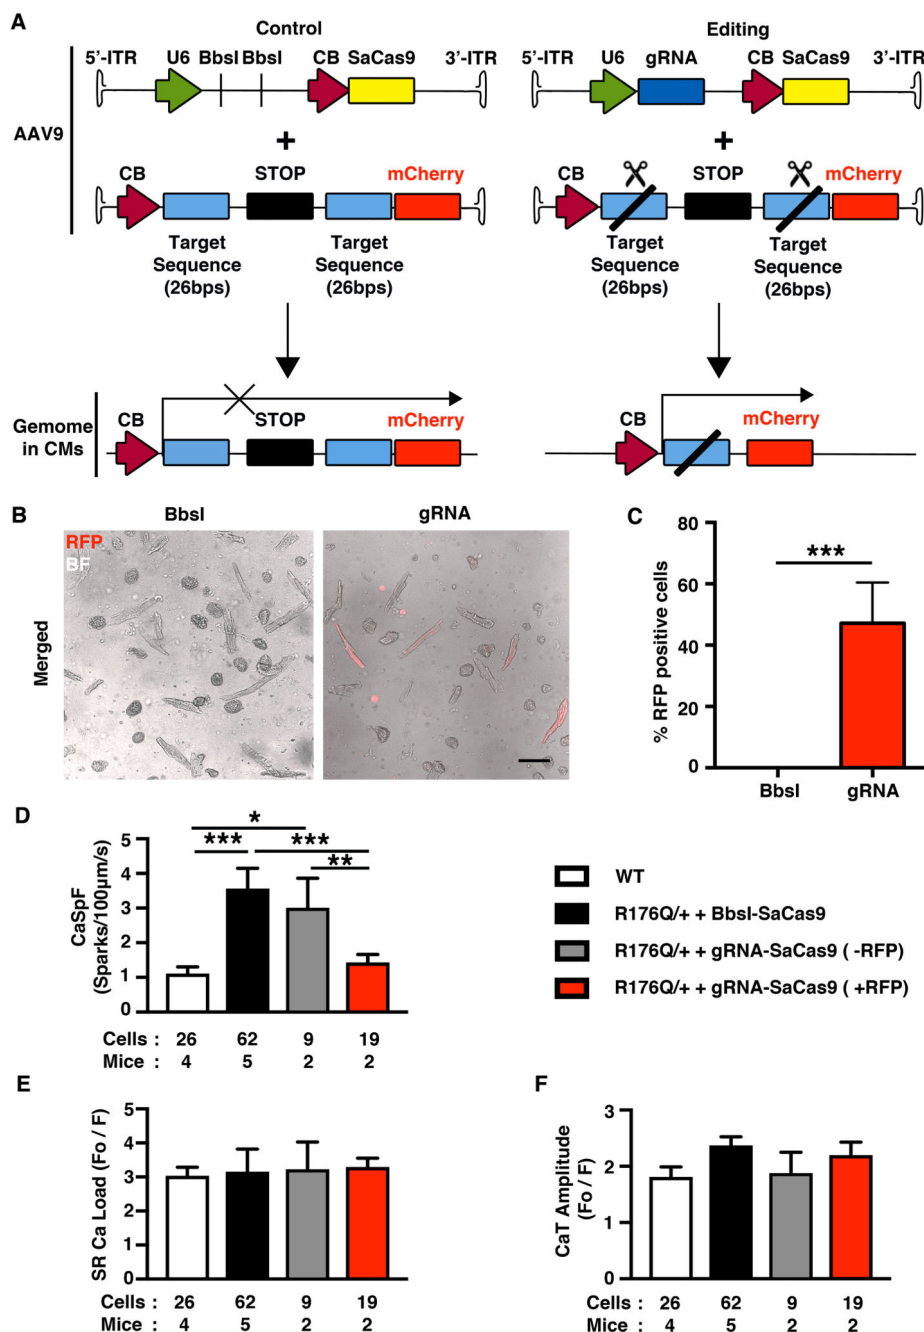 A
Control
Editing
5'-ITR U6 BbsI BbsI CB SaCas9 3'-ITR
5'-ITR U6 gRNA CB SaCas9 3'-ITR
AAV9
+
+
CB STOP mCherry
CB STOP mCherry
Target Sequence (26bps)
Target Sequence (26bps)
Target Sequence (26bps)
Target Sequence (26bps)
Gemome in CMs
CB STOP mCherry
CB mCherry
B
BbsI
gRNA
RFP
BF
Merged
C
% RFP positive cells
80
60
40
20
0
***
BbsI gRNA
D
CaSpF
(Sparks/100μm/s)
5
4
3
2
1
0
*
*** ***
**
Cells : 26 62 9 19
Mice : 4 5 2 2
WT
R176Q/+ + BbsI-SaCas9
R176Q/+ + gRNA-SaCas9 ( -RFP)
R176Q/+ + gRNA-SaCas9 ( +RFP)
E
SR Ca Load (Fo / F)
5
4
3
2
1
0
Cells : 26 62 9 19
Mice : 4 5 2 2
F
CaT Amplitude
(Fo / F)
3
2
1
0
Cells : 26 62 9 19
Mice : 4 5 2 2